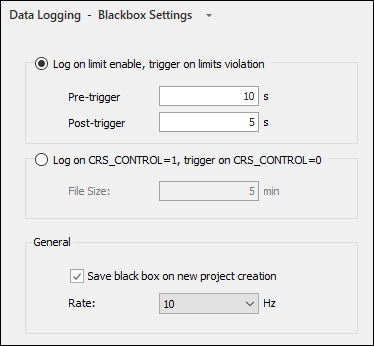 Data Logging - Blackbox Settings
Log on limit enable, trigger on limits violation
Pre-trigger 10 s
Post-trigger 5 s
Log on CRS_CONTROL=1, trigger on CRS_CONTROL=0
File Size: 5 min
General
Save black box on new project creation
Rate: 10 Hz